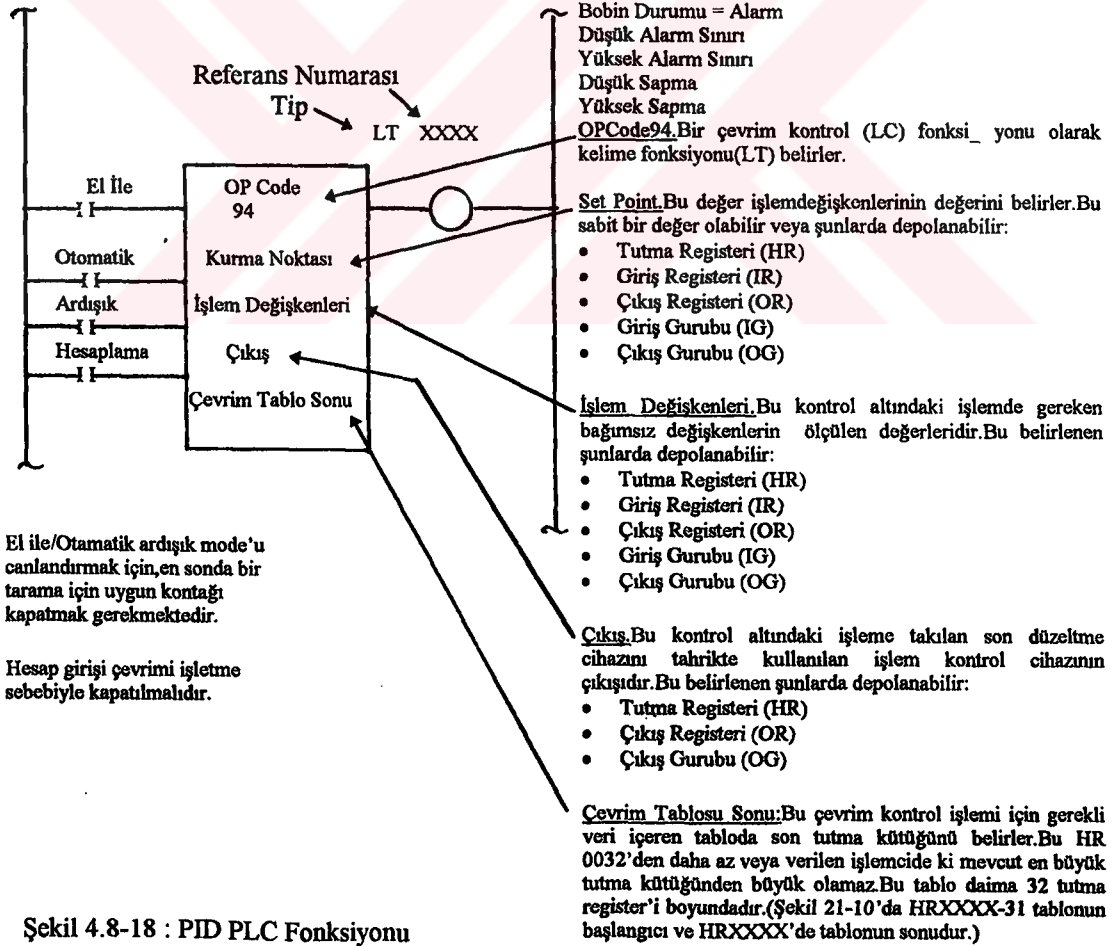 Referans Numarası
Tip
LT XXXX
El İle
Otomatik
Ardışık
Hesaplama
OP Code
94
Kurma Noktası
İşlem Değişkenleri
Çıkış
Çevrim Tablo Sonu
El ile/Otamatik ardışık mode'u
canlandırmak için,en sonda bir
tarama için uygun kontağı
kapatmak gerekmektedir.
Hesap girişi çevrimi işletme
sebebiyle kapatılmalıdır.
Bobin Durumu = Alarm
Düşük Alarm Sınırı
Yüksek Alarm Sınırı
Düşük Sapma
Yüksek Sapma
OPCode94.Bir çevrim kontrol (LC) fonksi_ yonu olarak
kelime fonksiyonu(LT) belirler.
Set Point.Bu değer işlemdeğişkenlerinin değerini belirler.Bu
sabit bir değer olabilir veya şunlarda depolanabilir:
• Tutma Registeri (HR)
• Giriş Registeri (IR)
• Çıkış Registeri (OR)
• Giriş Gurubu (IG)
• Çıkış Gurubu (OG)
İşlem Değişkenleri.Bu kontrol altındaki işlemde gereken
bağımsız değişkenlerin ölçülen değerleridir.Bu belirlenen
şunlarda depolanabilir:
• Tutma Registeri (HR)
• Giriş Registeri (IR)
• Çıkış Registeri (OR)
• Giriş Gurubu (IG)
• Çıkış Gurubu (OG)
Çıkış.Bu kontrol altındaki işleme takılan son düzeltme
cihazını tahrikte kullanılan işlem kontrol cihazının
çıkışıdır.Bu belirlenen şunlarda depolanabilir:
• Tutma Registeri (HR)
• Çıkış Registeri (OR)
• Çıkış Gurubu (OG)
Çevrim Tablosu Sonu:Bu çevrim kontrol işlemi için gerekli
veri içeren tabloda son tutma kütüğünü belirler.Bu HR
0032'den daha az veya verilen işlemcide ki mevcut en büyük
tutma kütüğünden büyük olamaz.Bu tablo daima 32 tutma
register'i boyundadır.(Şekil 21-10'da HRXXXX-31 tablonun
başlangıcı ve HRXXXX'de tablonun sonudur.)
Şekil 4.8-18 : PID PLC Fonksiyonu